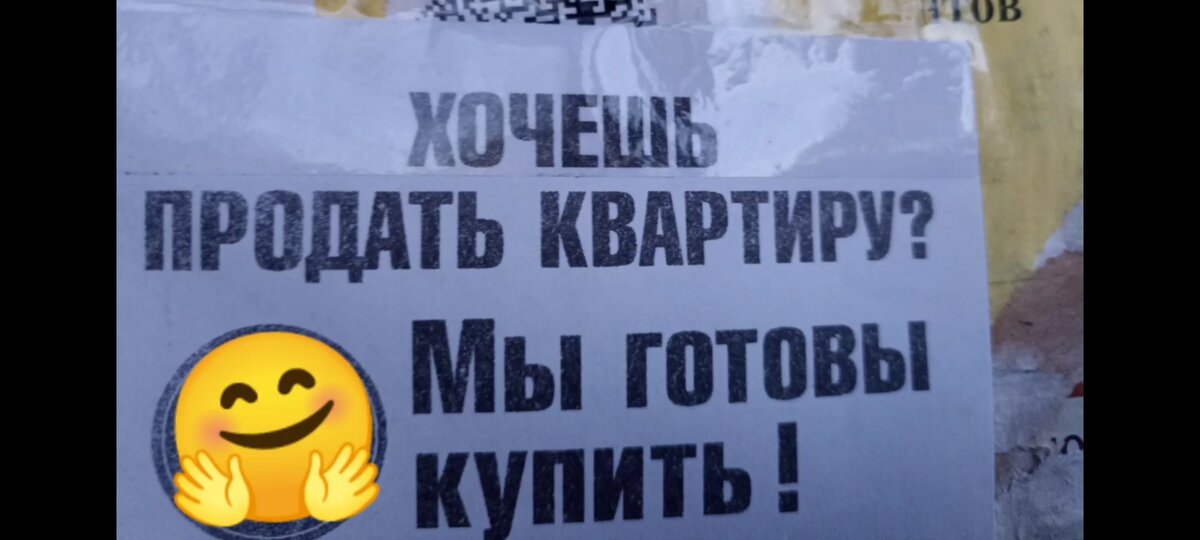 ХОЧЕШЬ
ПРОДАТЬ КВАРТИРУ?
Мы готовы
купить!